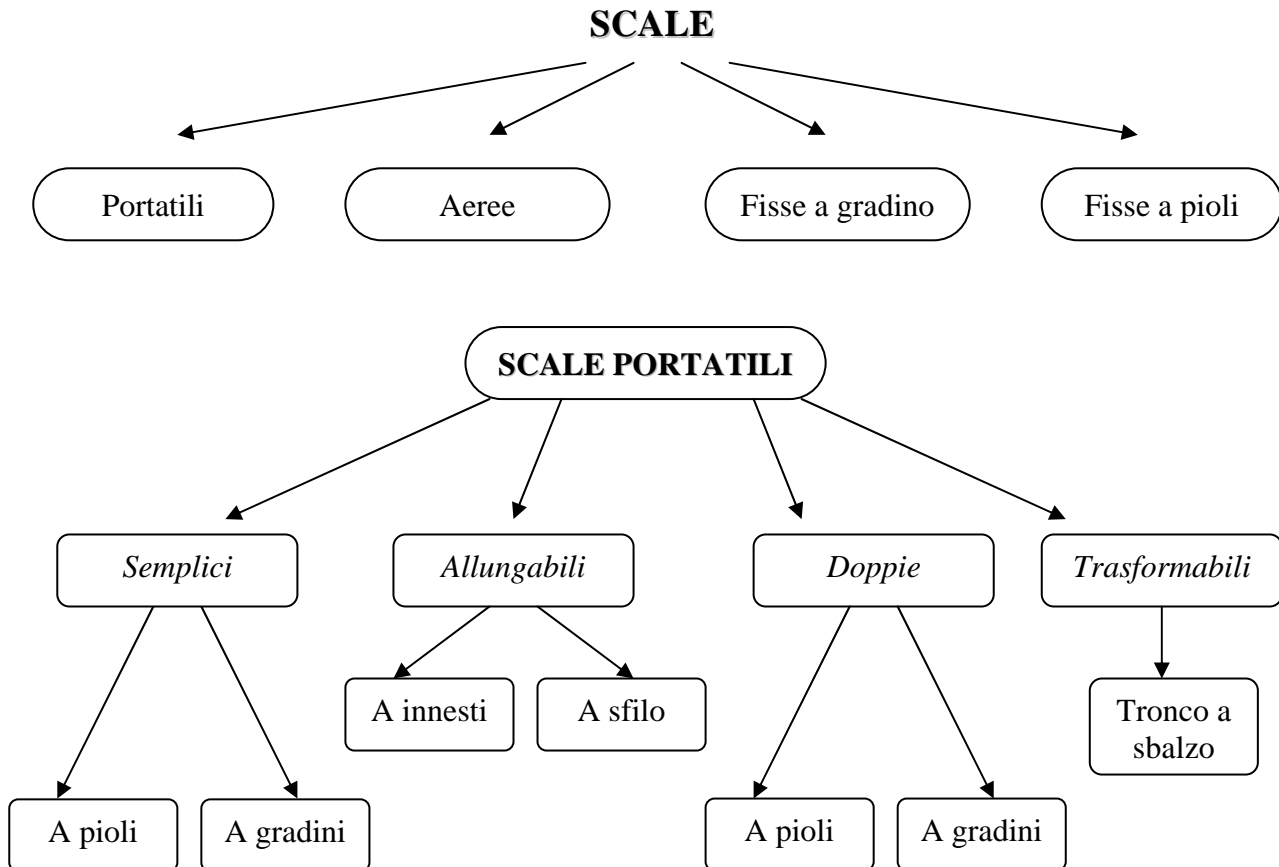 SCALE
Portatili
Aeree
Fisse a gradino
Fisse a pioli
SCALE PORTATILI
Semplici
Allungabili
Doppie
Trasformabili
A innesti
A sfilo
Tronco a
sbalzo
A pioli
A gradini
A pioli
A gradini